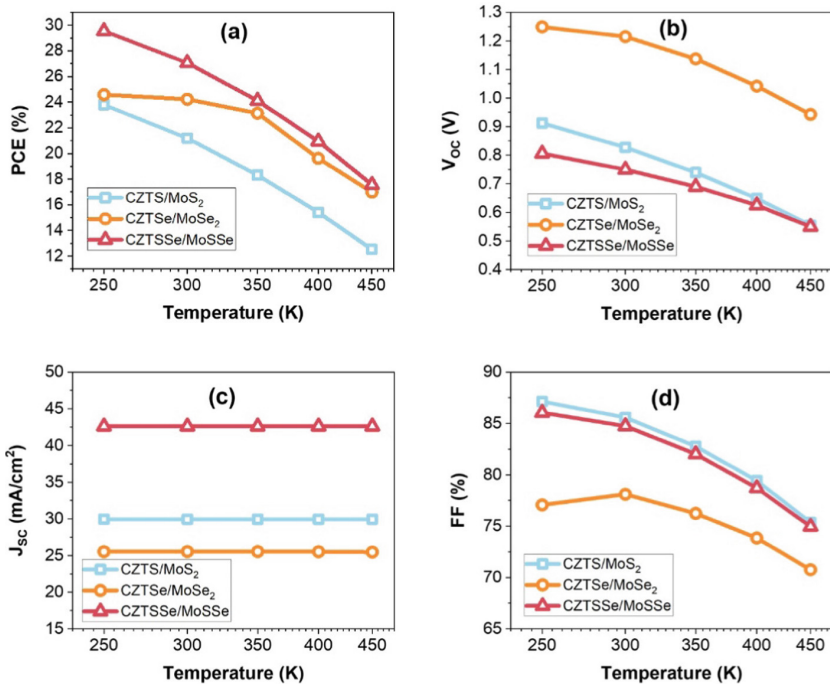 (a)
PCE (%)
30
28
26
24
22
20
18
16
14
12
CZTS/MoS₂
CZTSe/MoSe₂
CZTSSe/MoSSe
250 300 350 400 450
Temperature (K)
(b)
V_OC (V)
1.3
1.2
1.1
1.0
0.9
0.8
0.7
0.6
0.5
0.4
CZTS/MoS₂
CZTSe/MoSe₂
CZTSSe/MoSSe
250 300 350 400 450
Temperature (K)
(c)
J_SC (mA/cm²)
50
45
40
35
30
25
20
15
CZTS/MoS₂
CZTSe/MoSe₂
CZTSSe/MoSSe
250 300 350 400 450
Temperature (K)
(d)
FF (%)
90
85
80
75
70
65
CZTS/MoS₂
CZTSe/MoSe₂
CZTSSe/MoSSe
250 300 350 400 450
Temperature (K)